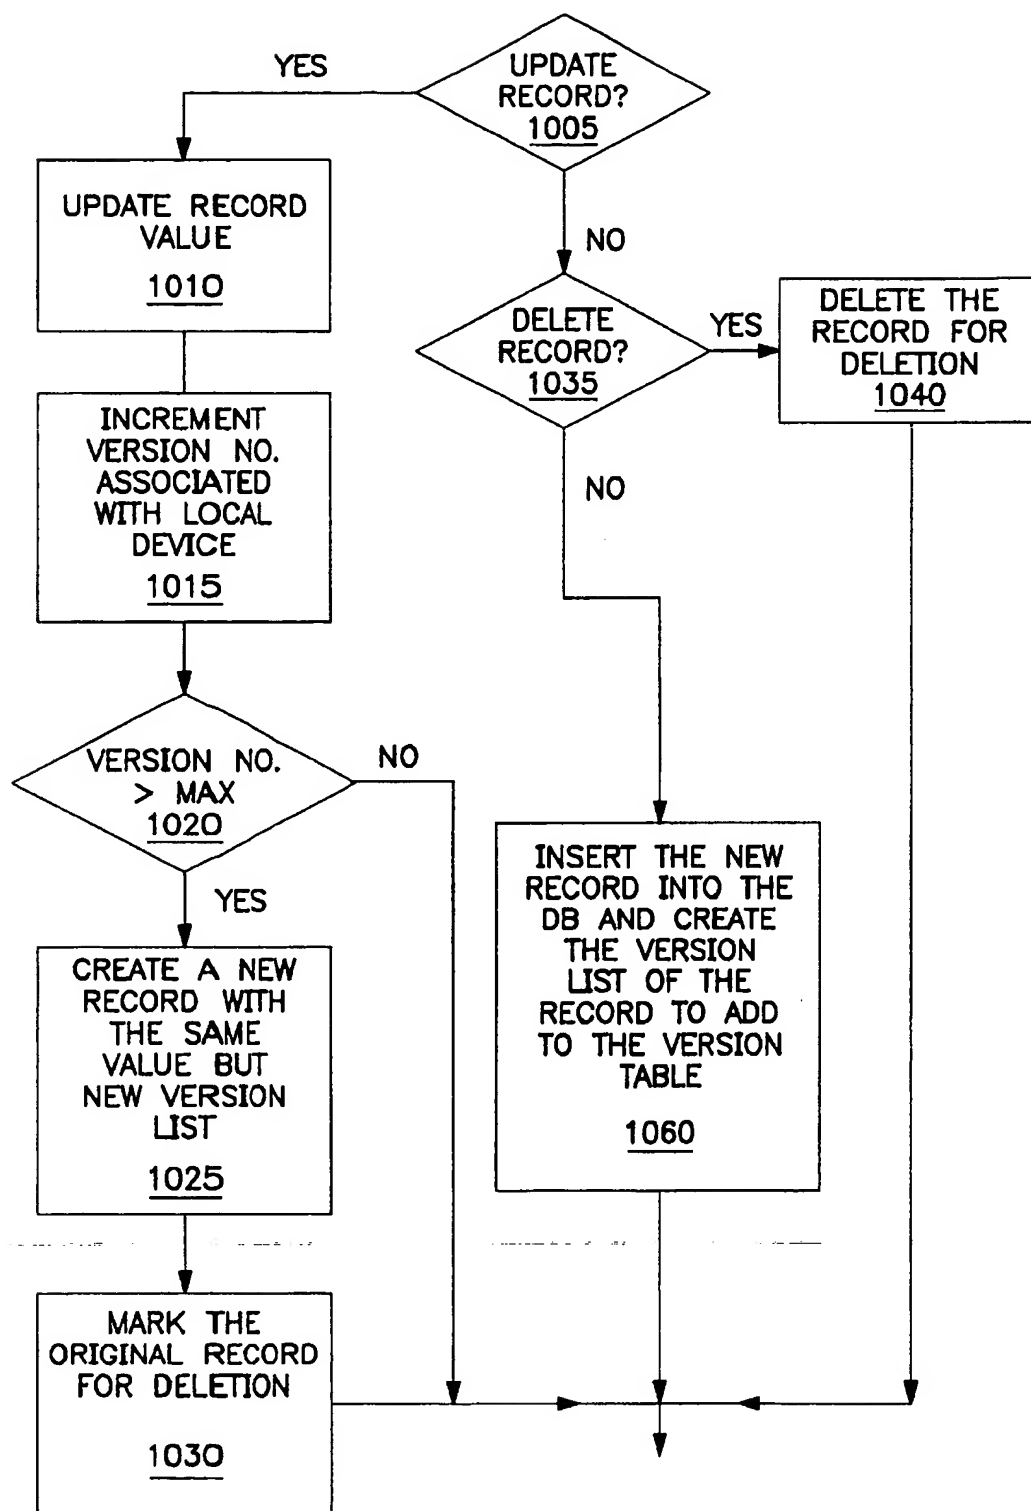 YES
UPDATE
RECORD?
1005
UPDATE RECORD
VALUE
1010
NO
DELETE
RECORD?
1035
YES
DELETE THE
RECORD FOR
DELETION
1040
INCREMENT
VERSION NO.
ASSOCIATED
WITH LOCAL
DEVICE
1015
NO
VERSION NO.
> MAX
1020
NO
YES
INSERT THE NEW
RECORD INTO THE
DB AND CREATE
THE VERSION
LIST OF THE
RECORD TO ADD
TO THE VERSION
TABLE
1060
CREATE A NEW
RECORD WITH
THE SAME
VALUE BUT
NEW VERSION
LIST
1025
MARK THE
ORIGINAL RECORD
FOR DELETION
1030